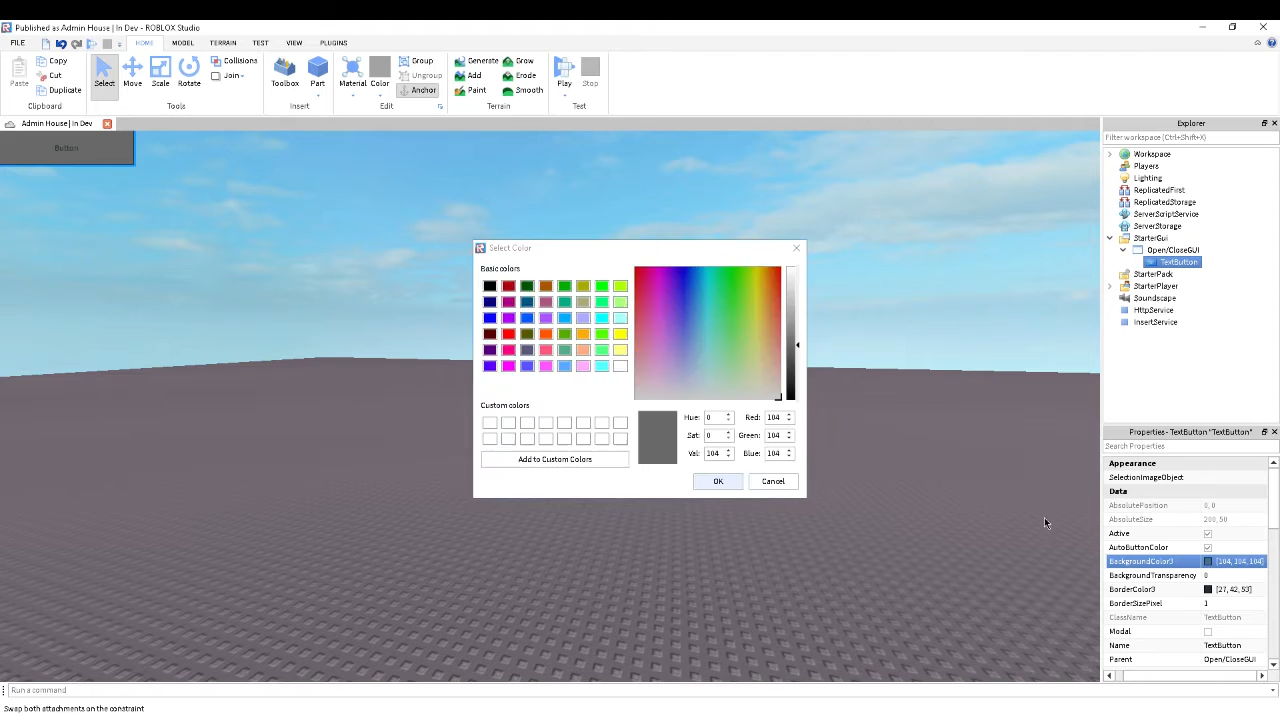 Published as Admin House | In Dev - ROBLOX Studio
FILE HOME MODEL TERRAIN TEST VIEW PLUGINS
Paste Copy Cut Duplicate
Select Move Scale Rotate Collisions Join
Toolbox Part
Material Color Group Ungroup Anchor
Generate Grow
Add Erode
Paint Smooth
Play Stop
Clipboard Tools Insert Edit Terrain Test
Admin House | In Dev
Button
Select Color
Basic colors
Custom colors
Add to Custom Colors
Hue: 0 Red: 104
Sat: 0 Green: 104
Val: 104 Blue: 104
OK Cancel
Explorer
Filter workspace (Ctrl+Shift+X)
Workspace
Players
Lighting
ReplicatedFirst
ReplicatedStorage
ServerScriptService
ServerStorage
StarterGui
Open/CloseGUI
TextButton
StarterPack
StarterPlayer
Soundscape
HttpService
InsertService
Properties - TextButton "TextButton"
Search Properties
Appearance
SelectionImageObject
Data
AbsolutePosition 0, 0
AbsoluteSize 200, 50
Active
AutoButtonColor
BackgroundColor3 [104, 104, 104]
BackgroundTransparency 0
BorderColor3 [27, 42, 53]
BorderSizePixel 1
ClassName TextButton
Modal
Name TextButton
Parent Open/CloseGUI
Run a command
Swap both attachments on the constraint